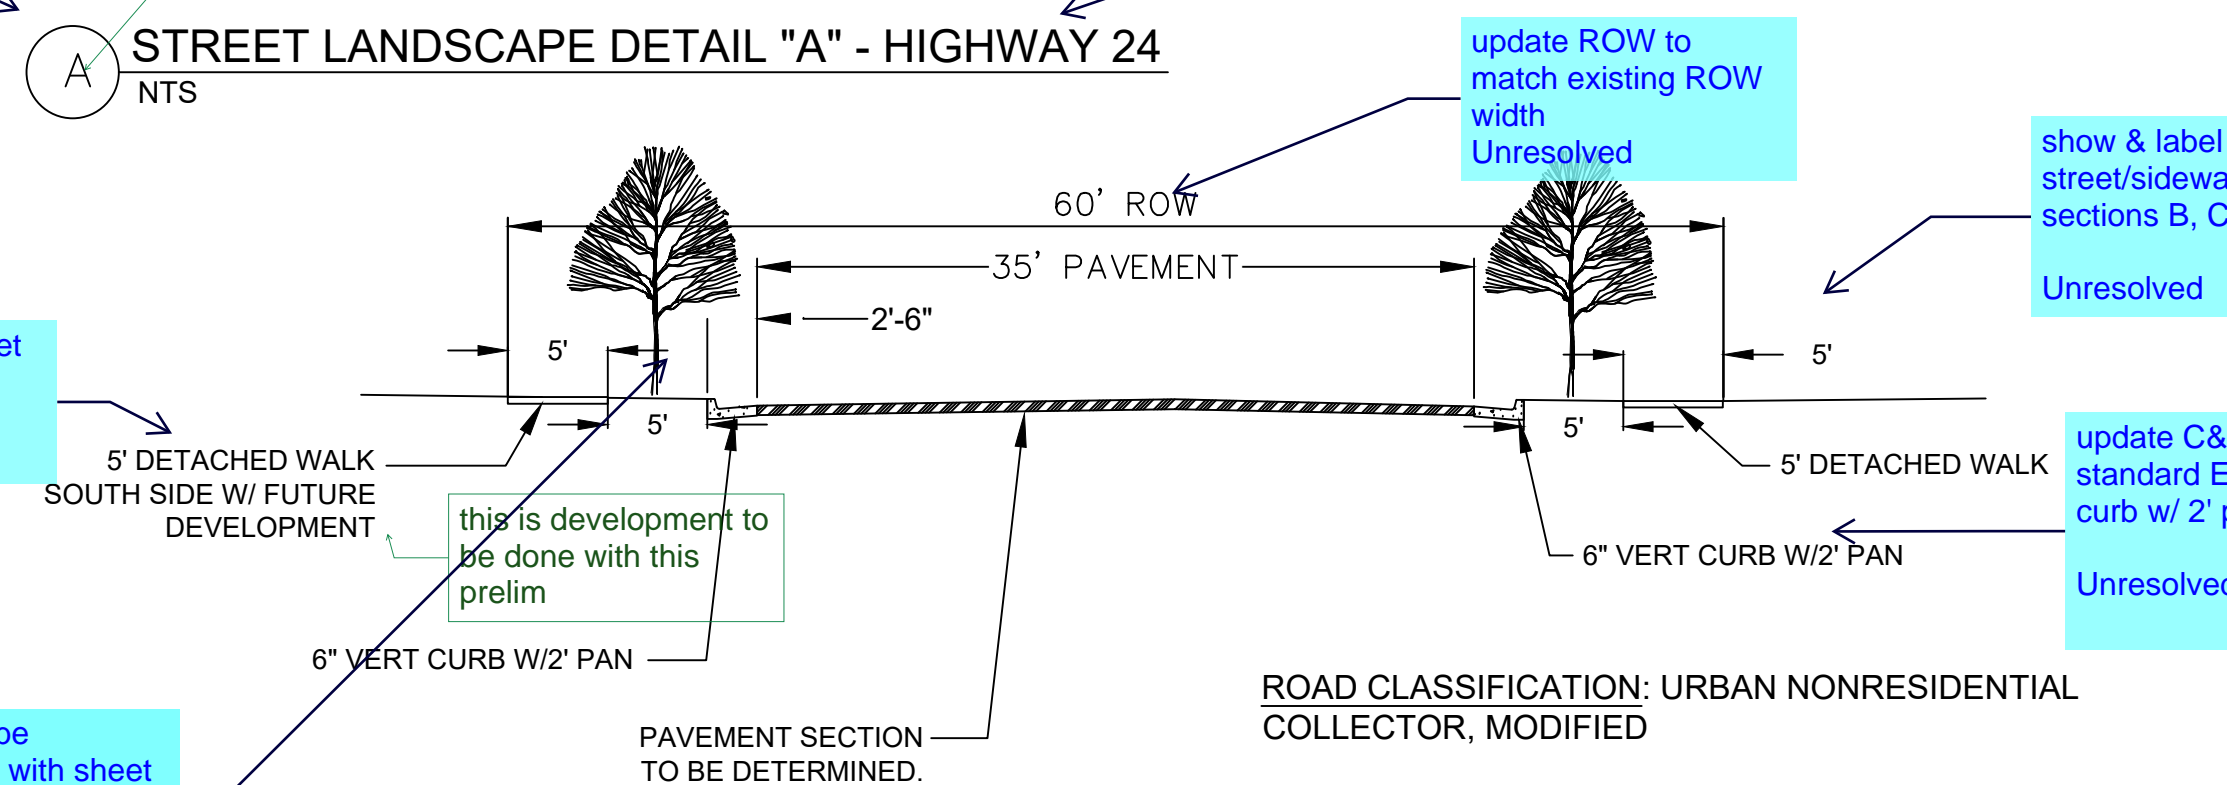 A
STREET LANDSCAPE DETAIL "A" - HIGHWAY 24
NTS
update ROW to
match existing ROW
width
Unresolved
show & label
sections B, C
Unresolved
60' ROW
35' PAVEMENT
2'-6"
5'
5'
5'
5'
5' DETACHED WALK
SOUTH SIDE W/ FUTURE
DEVELOPMENT
this is development to
be done with this
prelim
6" VERT CURB W/2' PAN
PAVEMENT SECTION
TO BE DETERMINED.
5' DETACHED WALK
6" VERT CURB W/2' PAN
update C&
standard
curb w/ 2'
Unresolved
ROAD CLASSIFICATION: URBAN NONRESIDENTIAL
COLLECTOR, MODIFIED
with sheet